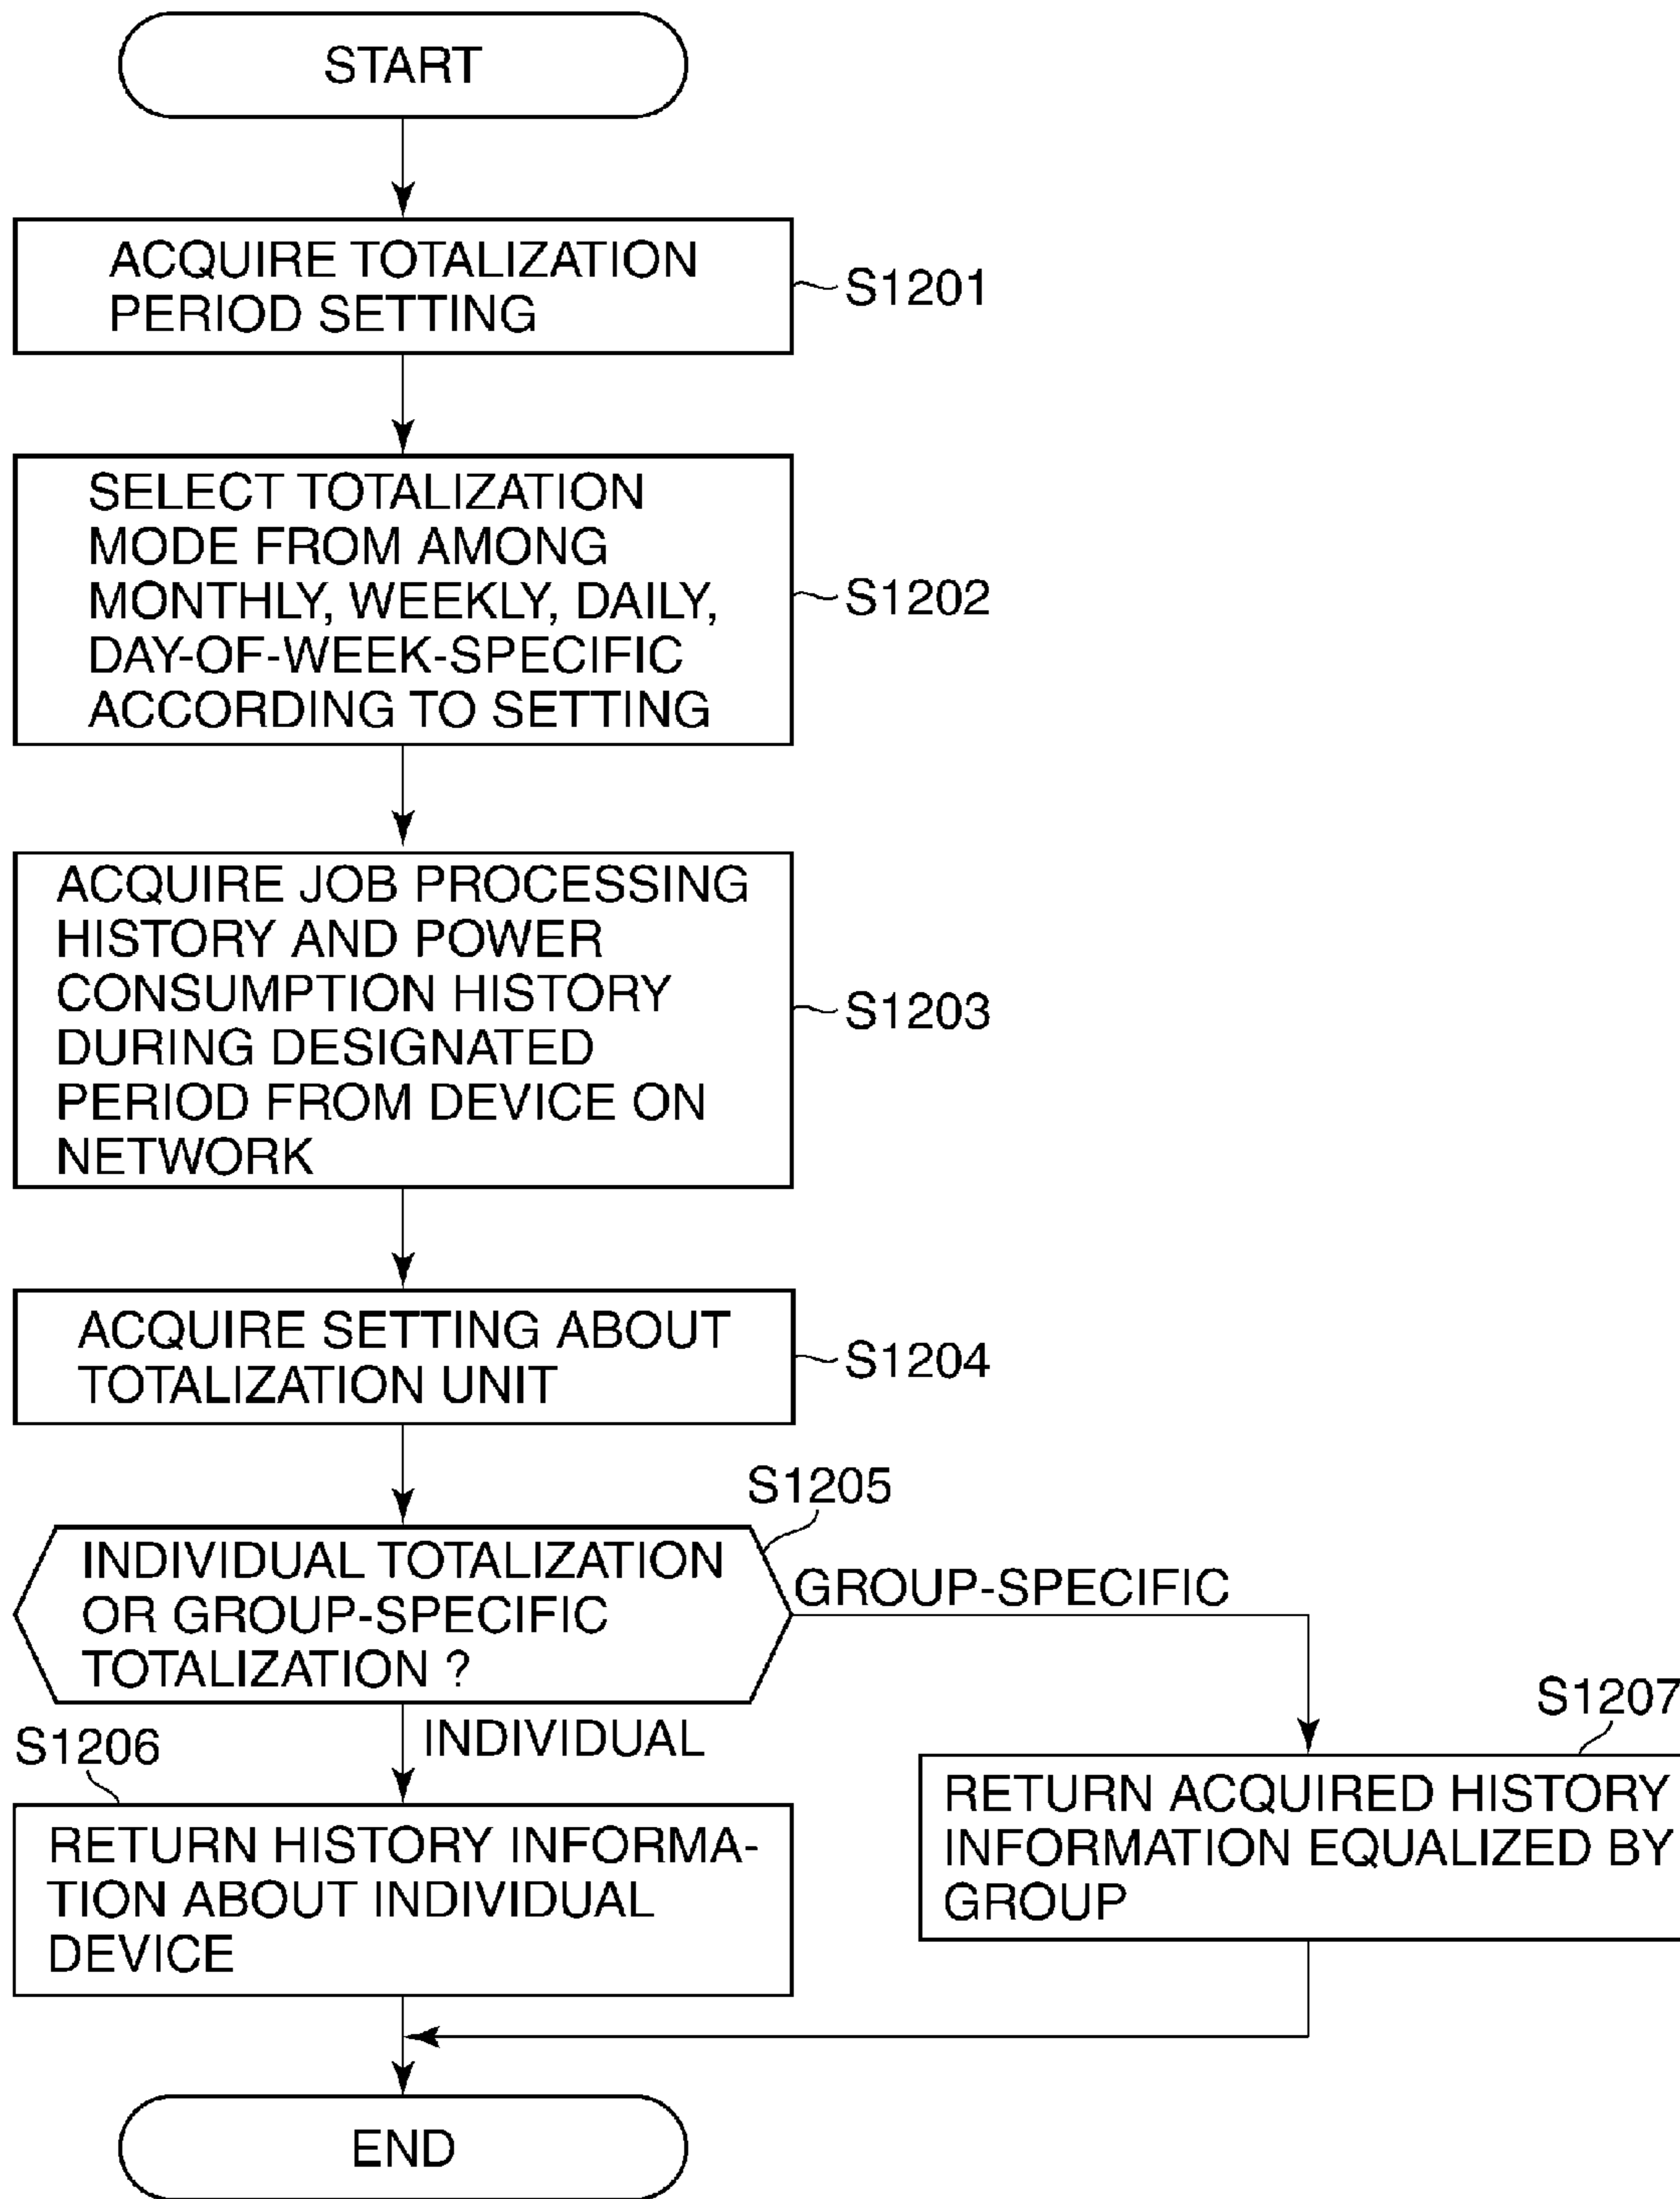 START
ACQUIRE TOTALIZATION
PERIOD SETTING
S1201
SELECT TOTALIZATION
MODE FROM AMONG
MONTHLY, WEEKLY, DAILY,
DAY-OF-WEEK-SPECIFIC
ACCORDING TO SETTING
S1202
ACQUIRE JOB PROCESSING
HISTORY AND POWER
CONSUMPTION HISTORY
DURING DESIGNATED
PERIOD FROM DEVICE ON
NETWORK
S1203
ACQUIRE SETTING ABOUT
TOTALIZATION UNIT
S1204
S1205
INDIVIDUAL TOTALIZATION
OR GROUP-SPECIFIC
TOTALIZATION ?
GROUP-SPECIFIC
INDIVIDUAL
S1206
RETURN HISTORY INFORMA-
TION ABOUT INDIVIDUAL
DEVICE
S1207
RETURN ACQUIRED HISTORY
INFORMATION EQUALIZED BY
GROUP
END